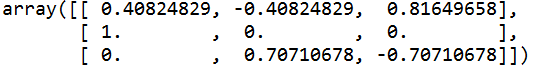 array([[ 0.40824829, -0.40824829,  0.81649658],
       [ 1.        ,  0.        ,  0.        ],
       [ 0.        ,  0.70710678, -0.70710678]])